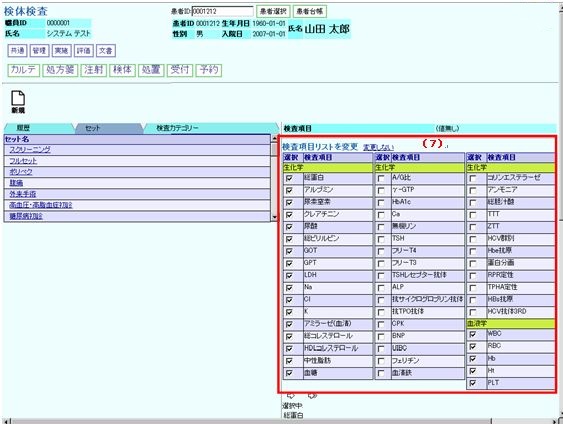 検体検査
患者ID 0001212 患者選択 患者台帳
職員ID 0000001
氏名 システム テスト
患者ID 0001212 生年月日 1960-01-01
性別 男 入院日 2007-01-01
氏名 山田 太郎
共通 管理 実施 評価 文書
カルテ 処方箋 注射 検体 処置 受付 予約
新規
履歴 セット 検査カテゴリー
セット名
スクリーニング
フルセット
ポリペク
腹痛
外来手術
高血圧・高脂血症初診
糖尿病初診
検査項目 (値無し)
検査項目リストを変更 変更しない (7)
選択 検査項目 選択 検査項目 選択 検査項目
生化学 生化学 生化学
総蛋白 A/G比 コリンエステラーゼ
アルブミン γ-GTP アンモニア
尿素窒素 HbA1c 総胆汁酸
クレアチニン Ca TTT
尿酸 無機リン ZTT
総ビリルビン TSH HCV群別
GOT フリーT4 Hbe抗原
GPT フリーT3 蛋白分画
LDH TSHレセプター抗体 RPR定性
Na ALP TPHA定性
Cl 抗サイクログロブリン抗体 HBs抗原
K 抗TPO抗体 HCV抗体3RD
アミラーゼ(血清) CPK 血液学
総コレステロール BNP WBC
HDLコレステロール UIBC RBC
中性脂肪 フェリチン Hb
血糖 血清鉄 Ht
PLT
選択中
総蛋白